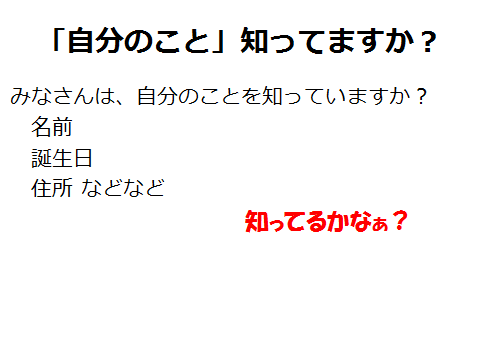 「自分のこと」知ってますか？
みなさんは、自分のことを知っていますか？
名前
誕生日
住所 などなど
知ってるかなぁ？